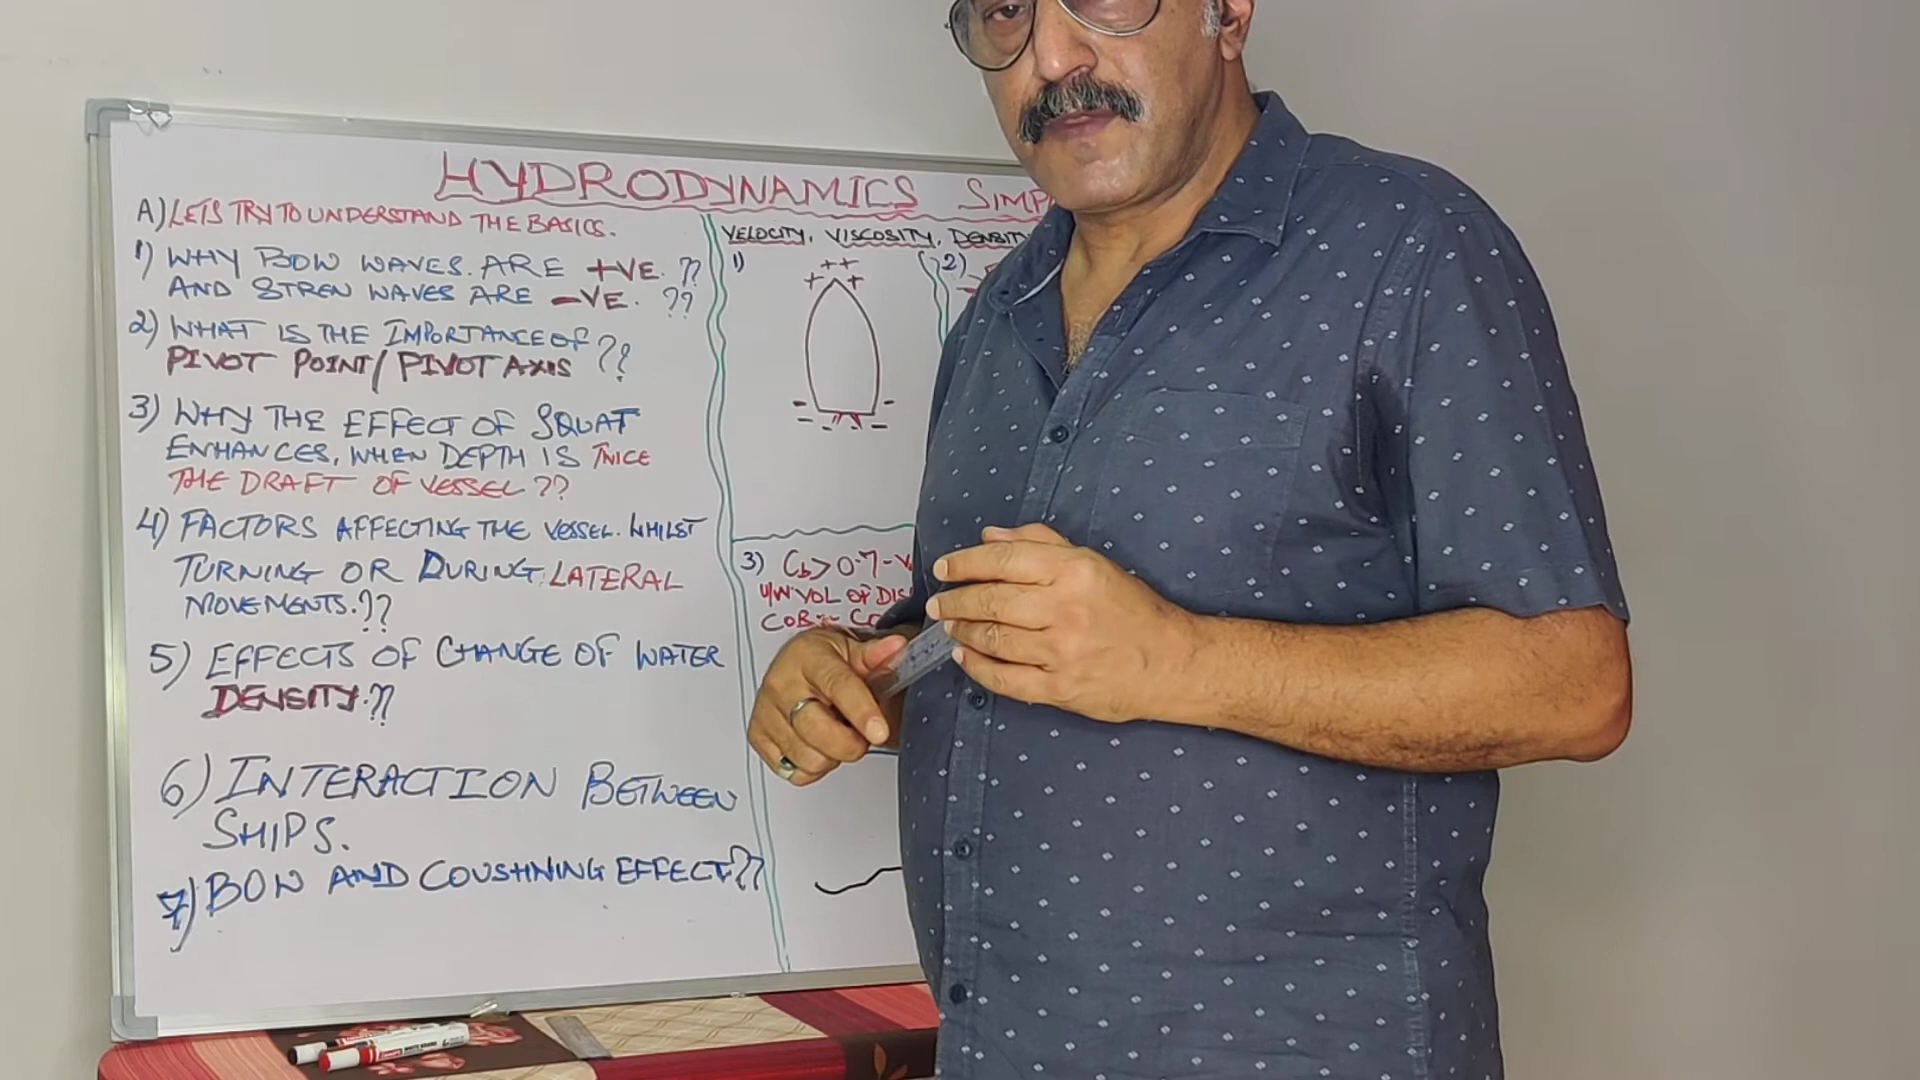 HYDRODYNAMICS SIMP
A) LETS TRY TO UNDERSTAND THE BASICS.
1) WHY BOW WAVES. ARE +VE. ??
AND STREN WAVES ARE -VE. ??
2) WHAT IS THE IMPORTANCE OF
PIVOT POINT/PIVOT AXIS ??
3) WHY THE EFFECT OF SQUAT
ENHANCES, WHEN DEPTH IS TWICE
THE DRAFT OF VESSEL ??
4) FACTORS AFFECTING THE VESSEL. WHILST
TURNING OR DURING LATERAL
MOVEMENTS.??
5) EFFECTS OF CHANGE OF WATER
DENSITY.??
6) INTERACTION BETWEEN
SHIPS.
7) BOW AND COUSHNING EFFECT??
VELOCITY, VISCOSITY, DENSITY
1)
++
+ +
- -
- - - -
2)
3) Cb > 0.7 - V
U/W VOL OF DIS
COB